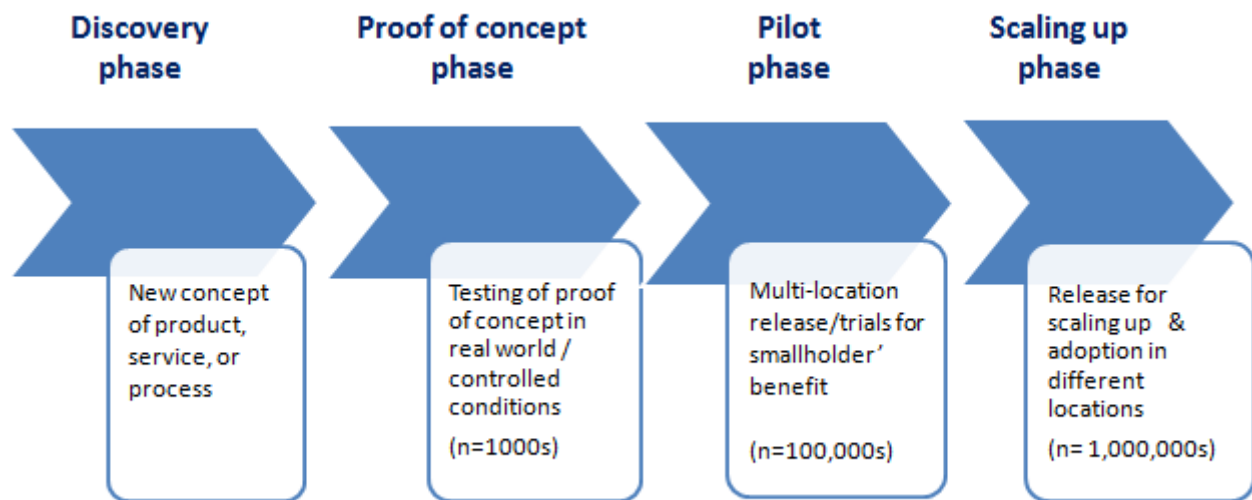 Discovery
phase
Proof of concept
phase
Pilot
phase
Scaling up
phase
New concept
of product,
service, or
process
Testing of proof
of concept in
real world /
controlled
conditions
(n=1000s)
Multi-location
release/trials for
smallholder’
benefit
(n=100,000s)
Release for
scaling up & 
adoption in
different
locations
(n= 1,000,000s)